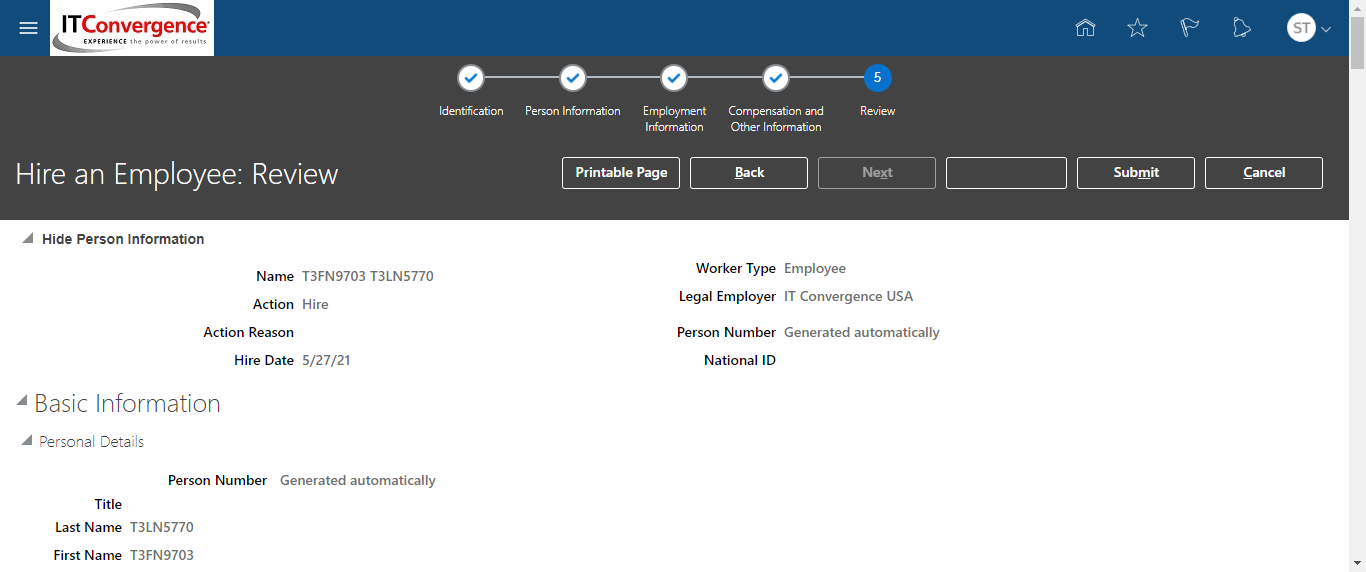 ITConvergence
EXPERIENCE the power of results
ST
5
Identification
Person Information
Employment
Information
Compensation and
Other Information
Review
Hire an Employee: Review
Printable Page
Back
Next
Submit
Cancel
Hide Person Information
Name T3FN9703 T3LN5770
Action Hire
Action Reason
Hire Date 5/27/21
Worker Type Employee
Legal Employer IT Convergence USA
Person Number Generated automatically
National ID
Basic Information
Personal Details
Person Number Generated automatically
Title
Last Name T3LN5770
First Name T3FN9703